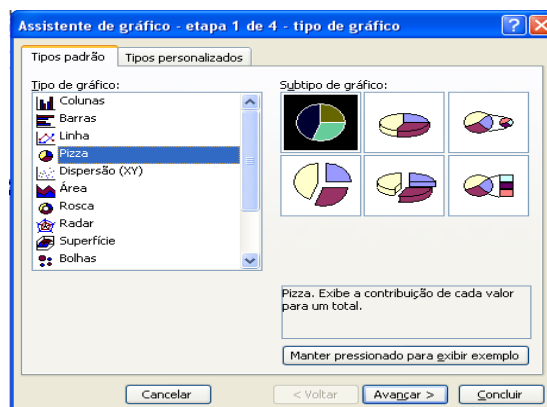 Assistente de gráfico - etapa 1 de 4 - tipo de gráfico
Tipos padrão
Tipos personalizados
Tipo de gráfico:
Colunas
Barras
Linha
Pizza
Dispersão (XY)
Área
Rosca
Radar
Superfície
Bolhas
Subtipo de gráfico:
Pizza. Exibe a contribuição de cada valor
para um total.
Manter pressionado para exibir exemplo
Cancelar
< Voltar
Avançar >
Concluir